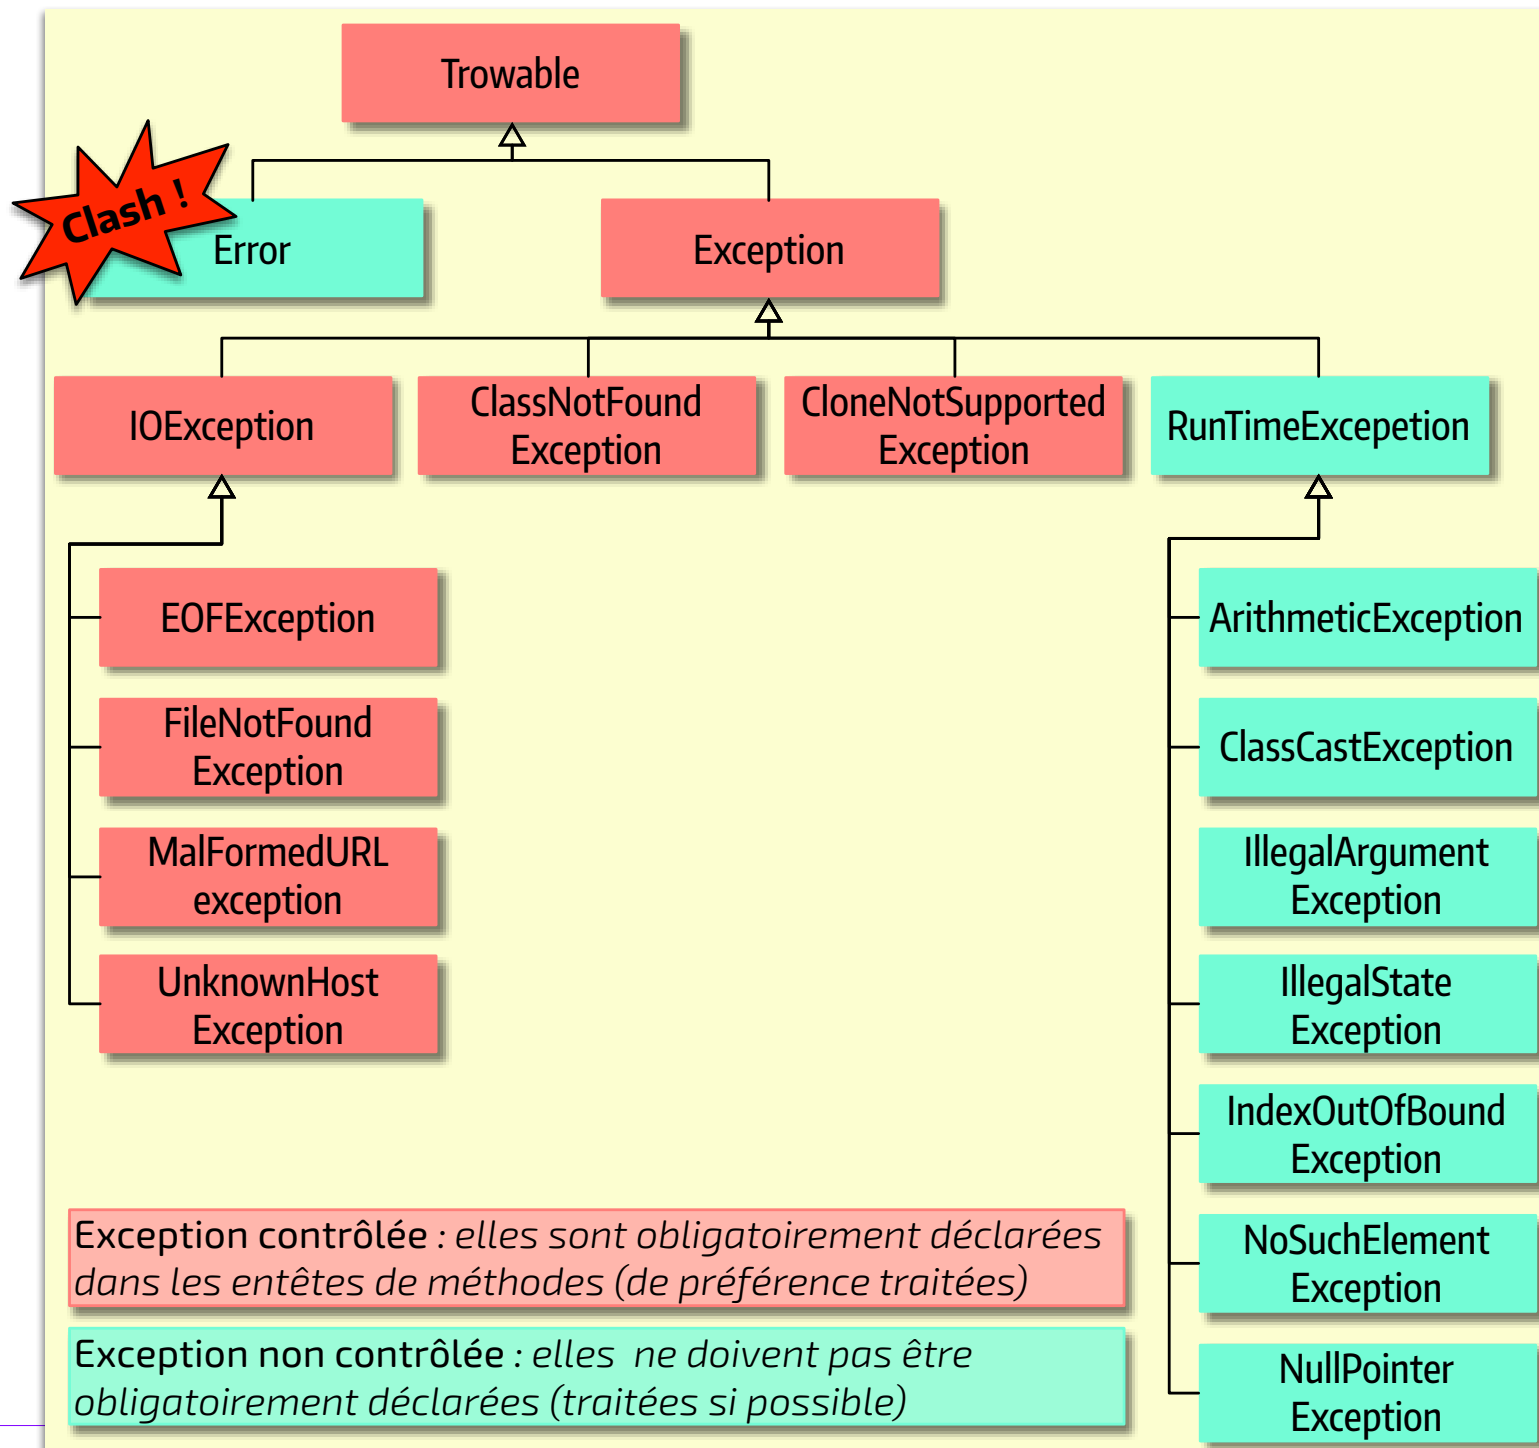 Trowable
Clash !
Error
Exception
IOException
ClassNotFound
Exception
CloneNotSupported
Exception
RunTimeExcepetion
EOFException
FileNotFound
Exception
MalFormedURL
exception
UnknownHost
Exception
ArithmeticException
ClassCastException
IllegalArgument
Exception
IllegalState
Exception
IndexOutOfBound
Exception
NoSuchElement
Exception
NullPointer
Exception
Exception contrôlée : elles sont obligatoirement déclarées
dans les entêtes de méthodes (de préférence traitées)
Exception non contrôlée : elles ne doivent pas être
obligatoirement déclarées (traitées si possible)